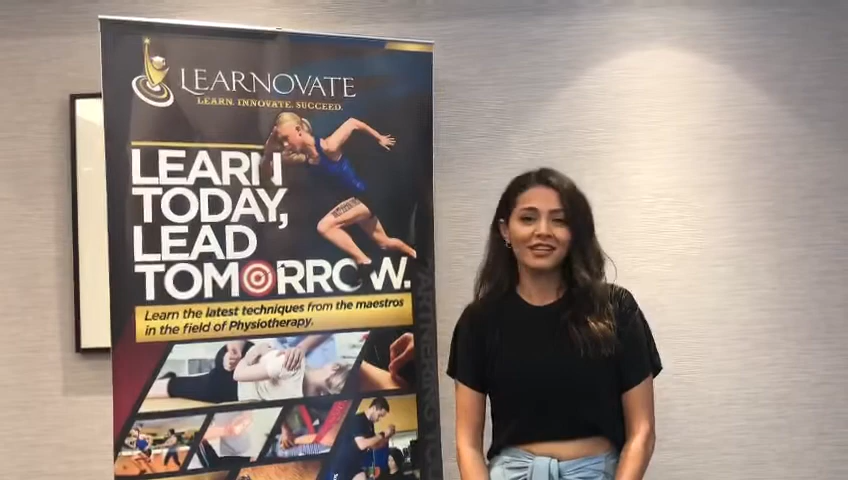 LEARNOVATE
LEARN. INNOVATE. SUCCEED.
LEARN
TODAY,
LEAD
TOMORROW.
Learn the latest techniques from the maestros
in the field of Physiotherapy.